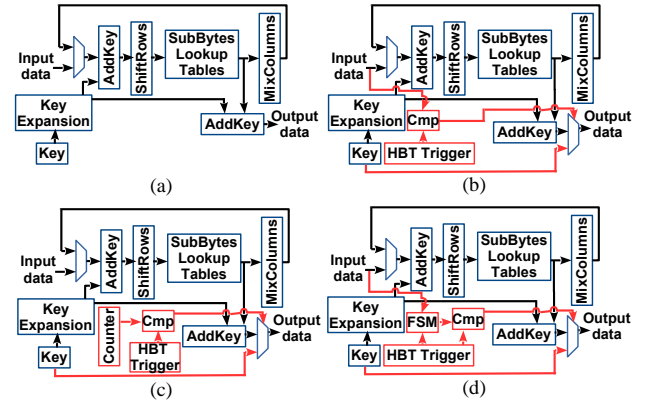 Input
data
AddKey
ShiftRows
SubBytes
Lookup
Tables
MixColumns
Key
Expansion
Key
AddKey
Output
data
(a)
Input
data
AddKey
ShiftRows
SubBytes
Lookup
Tables
MixColumns
Key
Expansion
Cmp
Key
HBT Trigger
AddKey
Output
data
(b)
Input
data
AddKey
ShiftRows
SubBytes
Lookup
Tables
MixColumns
Key
Expansion
Key
Counter
Cmp
HBT
Trigger
AddKey
Output
data
(c)
Input
data
AddKey
ShiftRows
SubBytes
Lookup
Tables
MixColumns
Key
Expansion
Key
FSM
Cmp
HBT Trigger
AddKey
Output
data
(d)